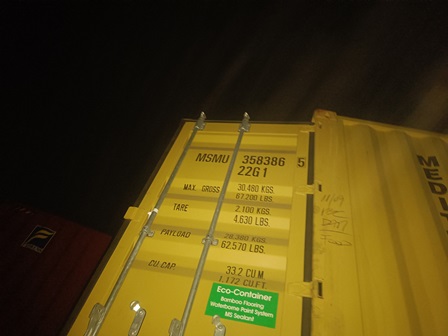 MSMU 358386 5
22G1
MAX. GROSS 30,480 KGS.
67,200 LBS.
TARE 2,100 KGS.
4,630 LBS.
PAYLOAD 28,380 KGS.
62,570 LBS.
CU.CAP. 33.2 CU.M
1,172 CU.FT.
Eco-Container
Bamboo Flooring
Waterborne Paint System
MS Sealant
MEDI